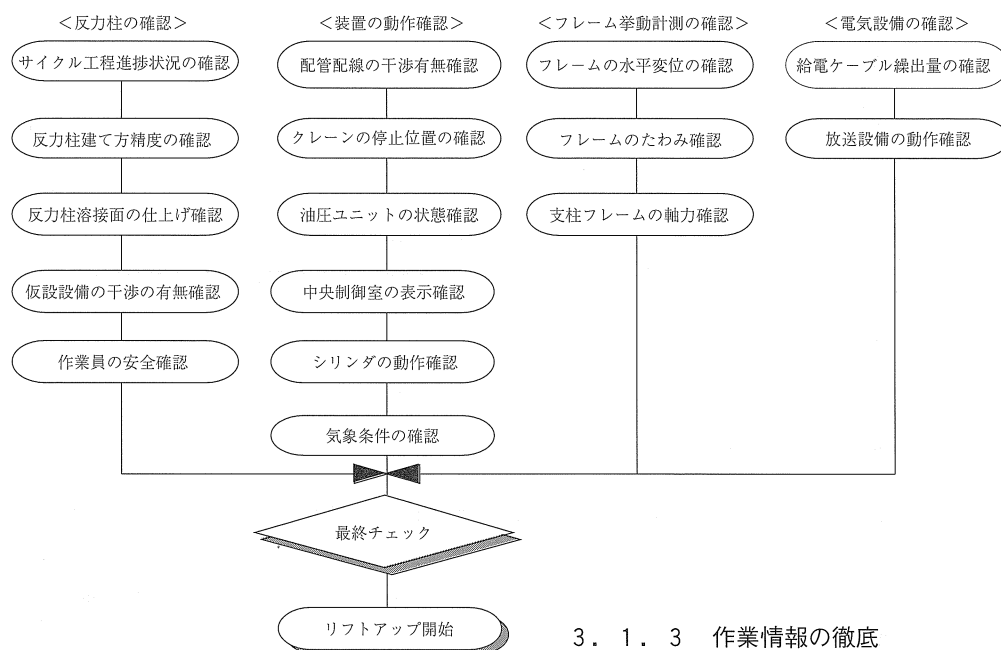 ＜反力柱の確認＞
サイクル工程進捗状況の確認
反力柱建て方精度の確認
反力柱溶接面の仕上げ確認
仮設設備の干渉の有無確認
作業員の安全確認
＜装置の動作確認＞
配管配線の干渉有無確認
クレーンの停止位置の確認
油圧ユニットの状態確認
中央制御室の表示確認
シリンダの動作確認
気象条件の確認
＜フレーム挙動計測の確認＞
フレームの水平変位の確認
フレームのたわみ確認
支柱フレームの軸力確認
＜電気設備の確認＞
給電ケーブル繰出量の確認
放送設備の動作確認
最終チェック
リフトアップ開始
3．1．3　作業情報の徹底